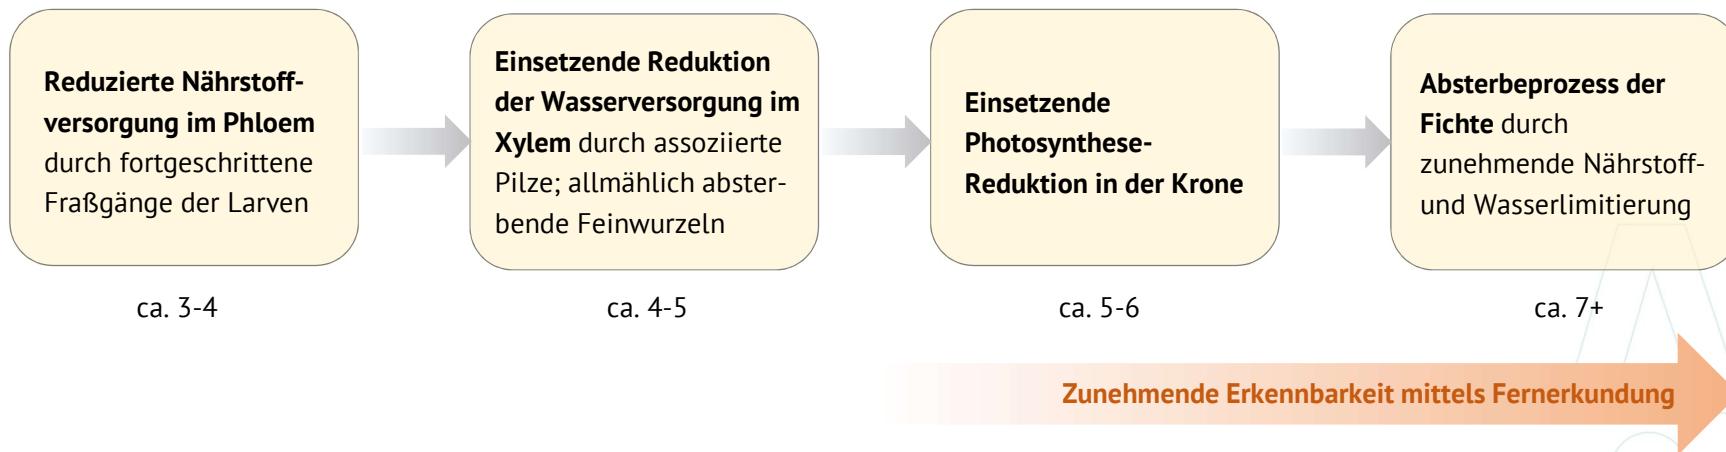 Reduzierte Nährstoff-
versorgung im Phloem
durch fortgeschrittene
Fraßgänge der Larven
Einsetzende Reduktion
der Wasserversorgung im
Xylem durch assoziierte
Pilze; allmählich abster-
bende Feinwurzeln
Einsetzende
Photosynthese-
Reduktion in der Krone
Absterbeprozess der
Fichte durch
zunehmende Nährstoff-
und Wasserlimitierung
ca. 3-4
ca. 4-5
ca. 5-6
ca. 7+
Zunehmende Erkennbarkeit mittels Fernerkundung